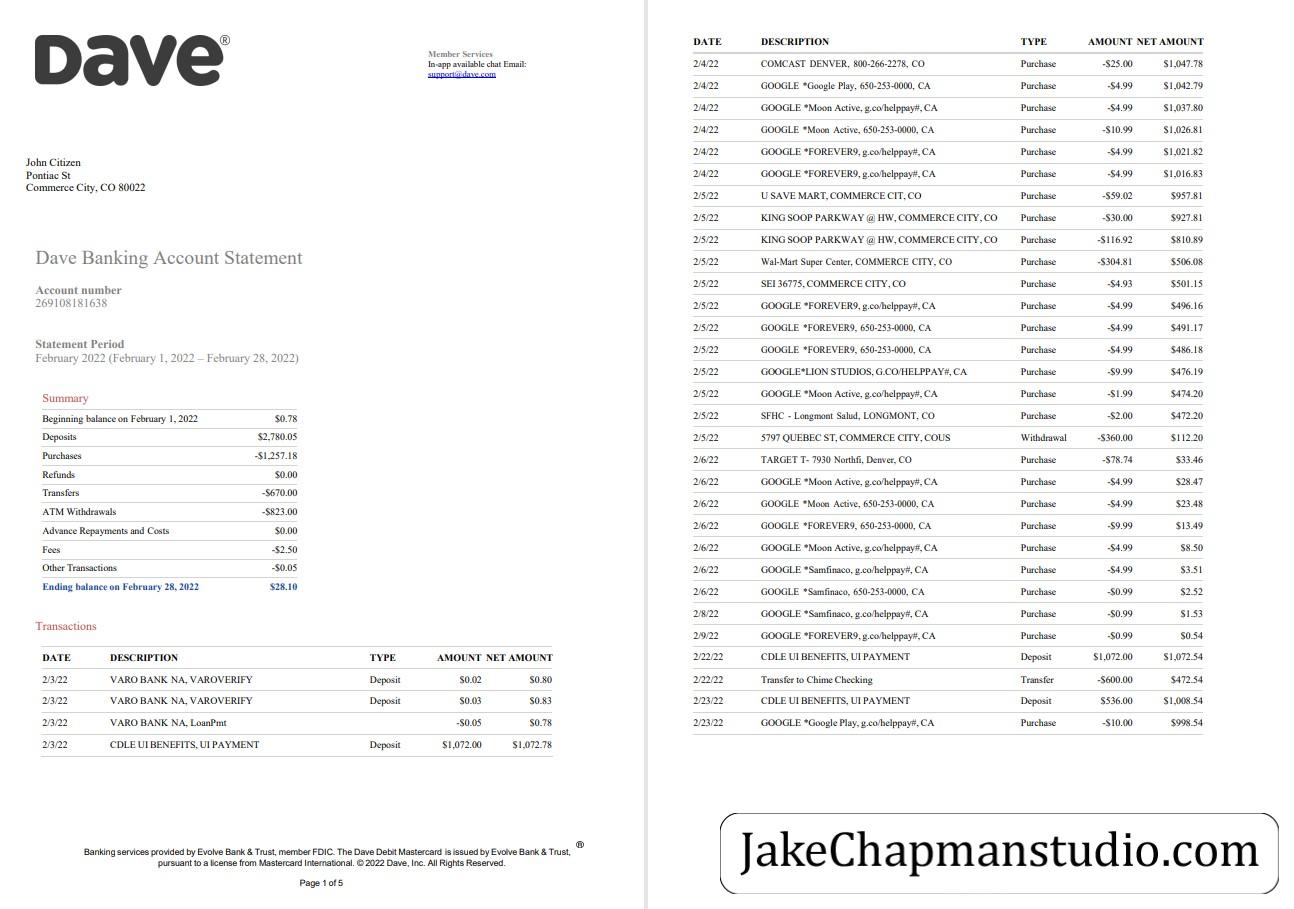 Dave®
Member Services
In-app available chat Email:
support@dave.com
John Citizen
Pontiac St
Commerce City, CO 80022
Dave Banking Account Statement
Account number
269108181638
Statement Period
February 2022 (February 1, 2022 – February 28, 2022)
Summary
Beginning balance on February 1, 2022 $0.78
Deposits $2,780.05
Purchases -$1,257.18
Refunds $0.00
Transfers -$670.00
ATM Withdrawals -$823.00
Advance Repayments and Costs $0.00
Fees -$2.50
Other Transactions -$0.05
Ending balance on February 28, 2022 $28.10
Transactions
DATE DESCRIPTION TYPE AMOUNT NET AMOUNT
2/3/22 VARO BANK NA, VAROVERIFY Deposit $0.02 $0.80
2/3/22 VARO BANK NA, VAROVERIFY Deposit $0.03 $0.83
2/3/22 VARO BANK NA, LoanPmt -$0.05 $0.78
2/3/22 CDLE UI BENEFITS, UI PAYMENT Deposit $1,072.00 $1,072.78
Banking services provided by Evolve Bank & Trust, member FDIC. The Dave Debit Mastercard is issued by Evolve Bank & Trust, ®
pursuant to a license from Mastercard International. © 2022 Dave, Inc. All Rights Reserved.
Page 1 of 5
DATE DESCRIPTION TYPE AMOUNT NET AMOUNT
2/4/22 COMCAST DENVER, 800-266-2278, CO Purchase -$25.00 $1,047.78
2/4/22 GOOGLE *Google Play, 650-253-0000, CA Purchase -$4.99 $1,042.79
2/4/22 GOOGLE *Moon Active, g.co/helppay#, CA Purchase -$4.99 $1,037.80
2/4/22 GOOGLE *Moon Active, 650-253-0000, CA Purchase -$10.99 $1,026.81
2/4/22 GOOGLE *FOREVER9, g.co/helppay#, CA Purchase -$4.99 $1,021.82
2/4/22 GOOGLE *FOREVER9, g.co/helppay#, CA Purchase -$4.99 $1,016.83
2/5/22 U SAVE MART, COMMERCE CIT, CO Purchase -$59.02 $957.81
2/5/22 KING SOOP PARKWAY @ HW, COMMERCE CITY, CO Purchase -$30.00 $927.81
2/5/22 KING SOOP PARKWAY @ HW, COMMERCE CITY, CO Purchase -$116.92 $810.89
2/5/22 Wal-Mart Super Center, COMMERCE CITY, CO Purchase -$304.81 $506.08
2/5/22 SEI 36775, COMMERCE CITY, CO Purchase -$4.93 $501.15
2/5/22 GOOGLE *FOREVER9, g.co/helppay#, CA Purchase -$4.99 $496.16
2/5/22 GOOGLE *FOREVER9, 650-253-0000, CA Purchase -$4.99 $491.17
2/5/22 GOOGLE *FOREVER9, 650-253-0000, CA Purchase -$4.99 $486.18
2/5/22 GOOGLE*LION STUDIOS, G.CO/HELPPAY#, CA Purchase -$9.99 $476.19
2/5/22 GOOGLE *Moon Active, g.co/helppay#, CA Purchase -$1.99 $474.20
2/5/22 SFHC - Longmont Salud, LONGMONT, CO Purchase -$2.00 $472.20
2/5/22 5797 QUEBEC ST, COMMERCE CITY, COUS Withdrawal -$360.00 $112.20
2/6/22 TARGET T- 7930 Northfi, Denver, CO Purchase -$78.74 $33.46
2/6/22 GOOGLE *Moon Active, g.co/helppay#, CA Purchase -$4.99 $28.47
2/6/22 GOOGLE *Moon Active, 650-253-0000, CA Purchase -$4.99 $23.48
2/6/22 GOOGLE *FOREVER9, 650-253-0000, CA Purchase -$9.99 $13.49
2/6/22 GOOGLE *Moon Active, g.co/helppay#, CA Purchase -$4.99 $8.50
2/6/22 GOOGLE *Samfinaco, g.co/helppay#, CA Purchase -$4.99 $3.51
2/6/22 GOOGLE *Samfinaco, 650-253-0000, CA Purchase -$0.99 $2.52
2/8/22 GOOGLE *Samfinaco, g.co/helppay#, CA Purchase -$0.99 $1.53
2/9/22 GOOGLE *FOREVER9, g.co/helppay#, CA Purchase -$0.99 $0.54
2/22/22 CDLE UI BENEFITS, UI PAYMENT Deposit $1,072.00 $1,072.54
2/22/22 Transfer to Chime Checking Transfer -$600.00 $472.54
2/23/22 CDLE UI BENEFITS, UI PAYMENT Deposit $536.00 $1,008.54
2/23/22 GOOGLE *Google Play, g.co/helppay#, CA Purchase -$10.00 $998.54
JakeChapmanstudio.com